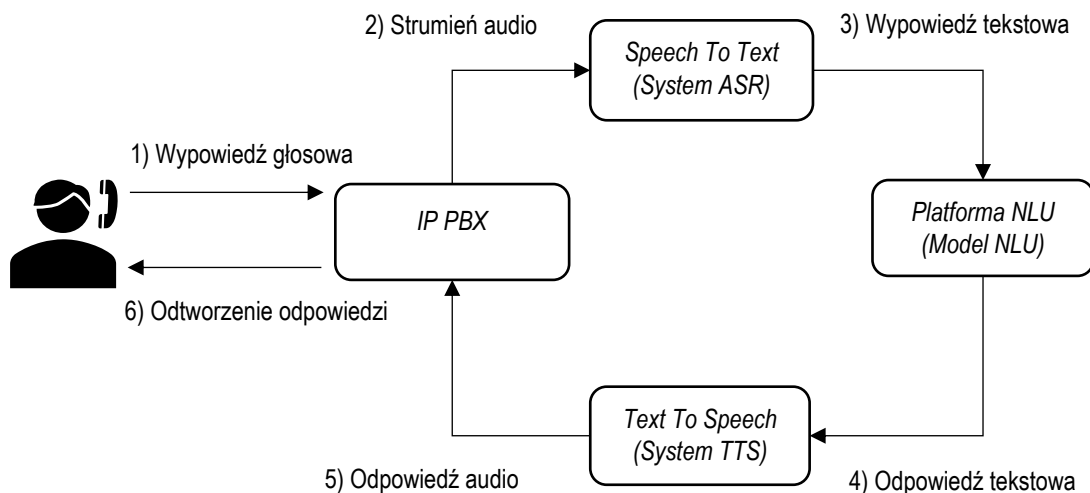 2) Strumień audio
Speech To Text
(System ASR)
3) Wypowiedź tekstowa
1) Wypowiedź głosowa
IP PBX
Platforma NLU
(Model NLU)
6) Odtworzenie odpowiedzi
Text To Speech
(System TTS)
5) Odpowiedź audio
4) Odpowiedź tekstowa